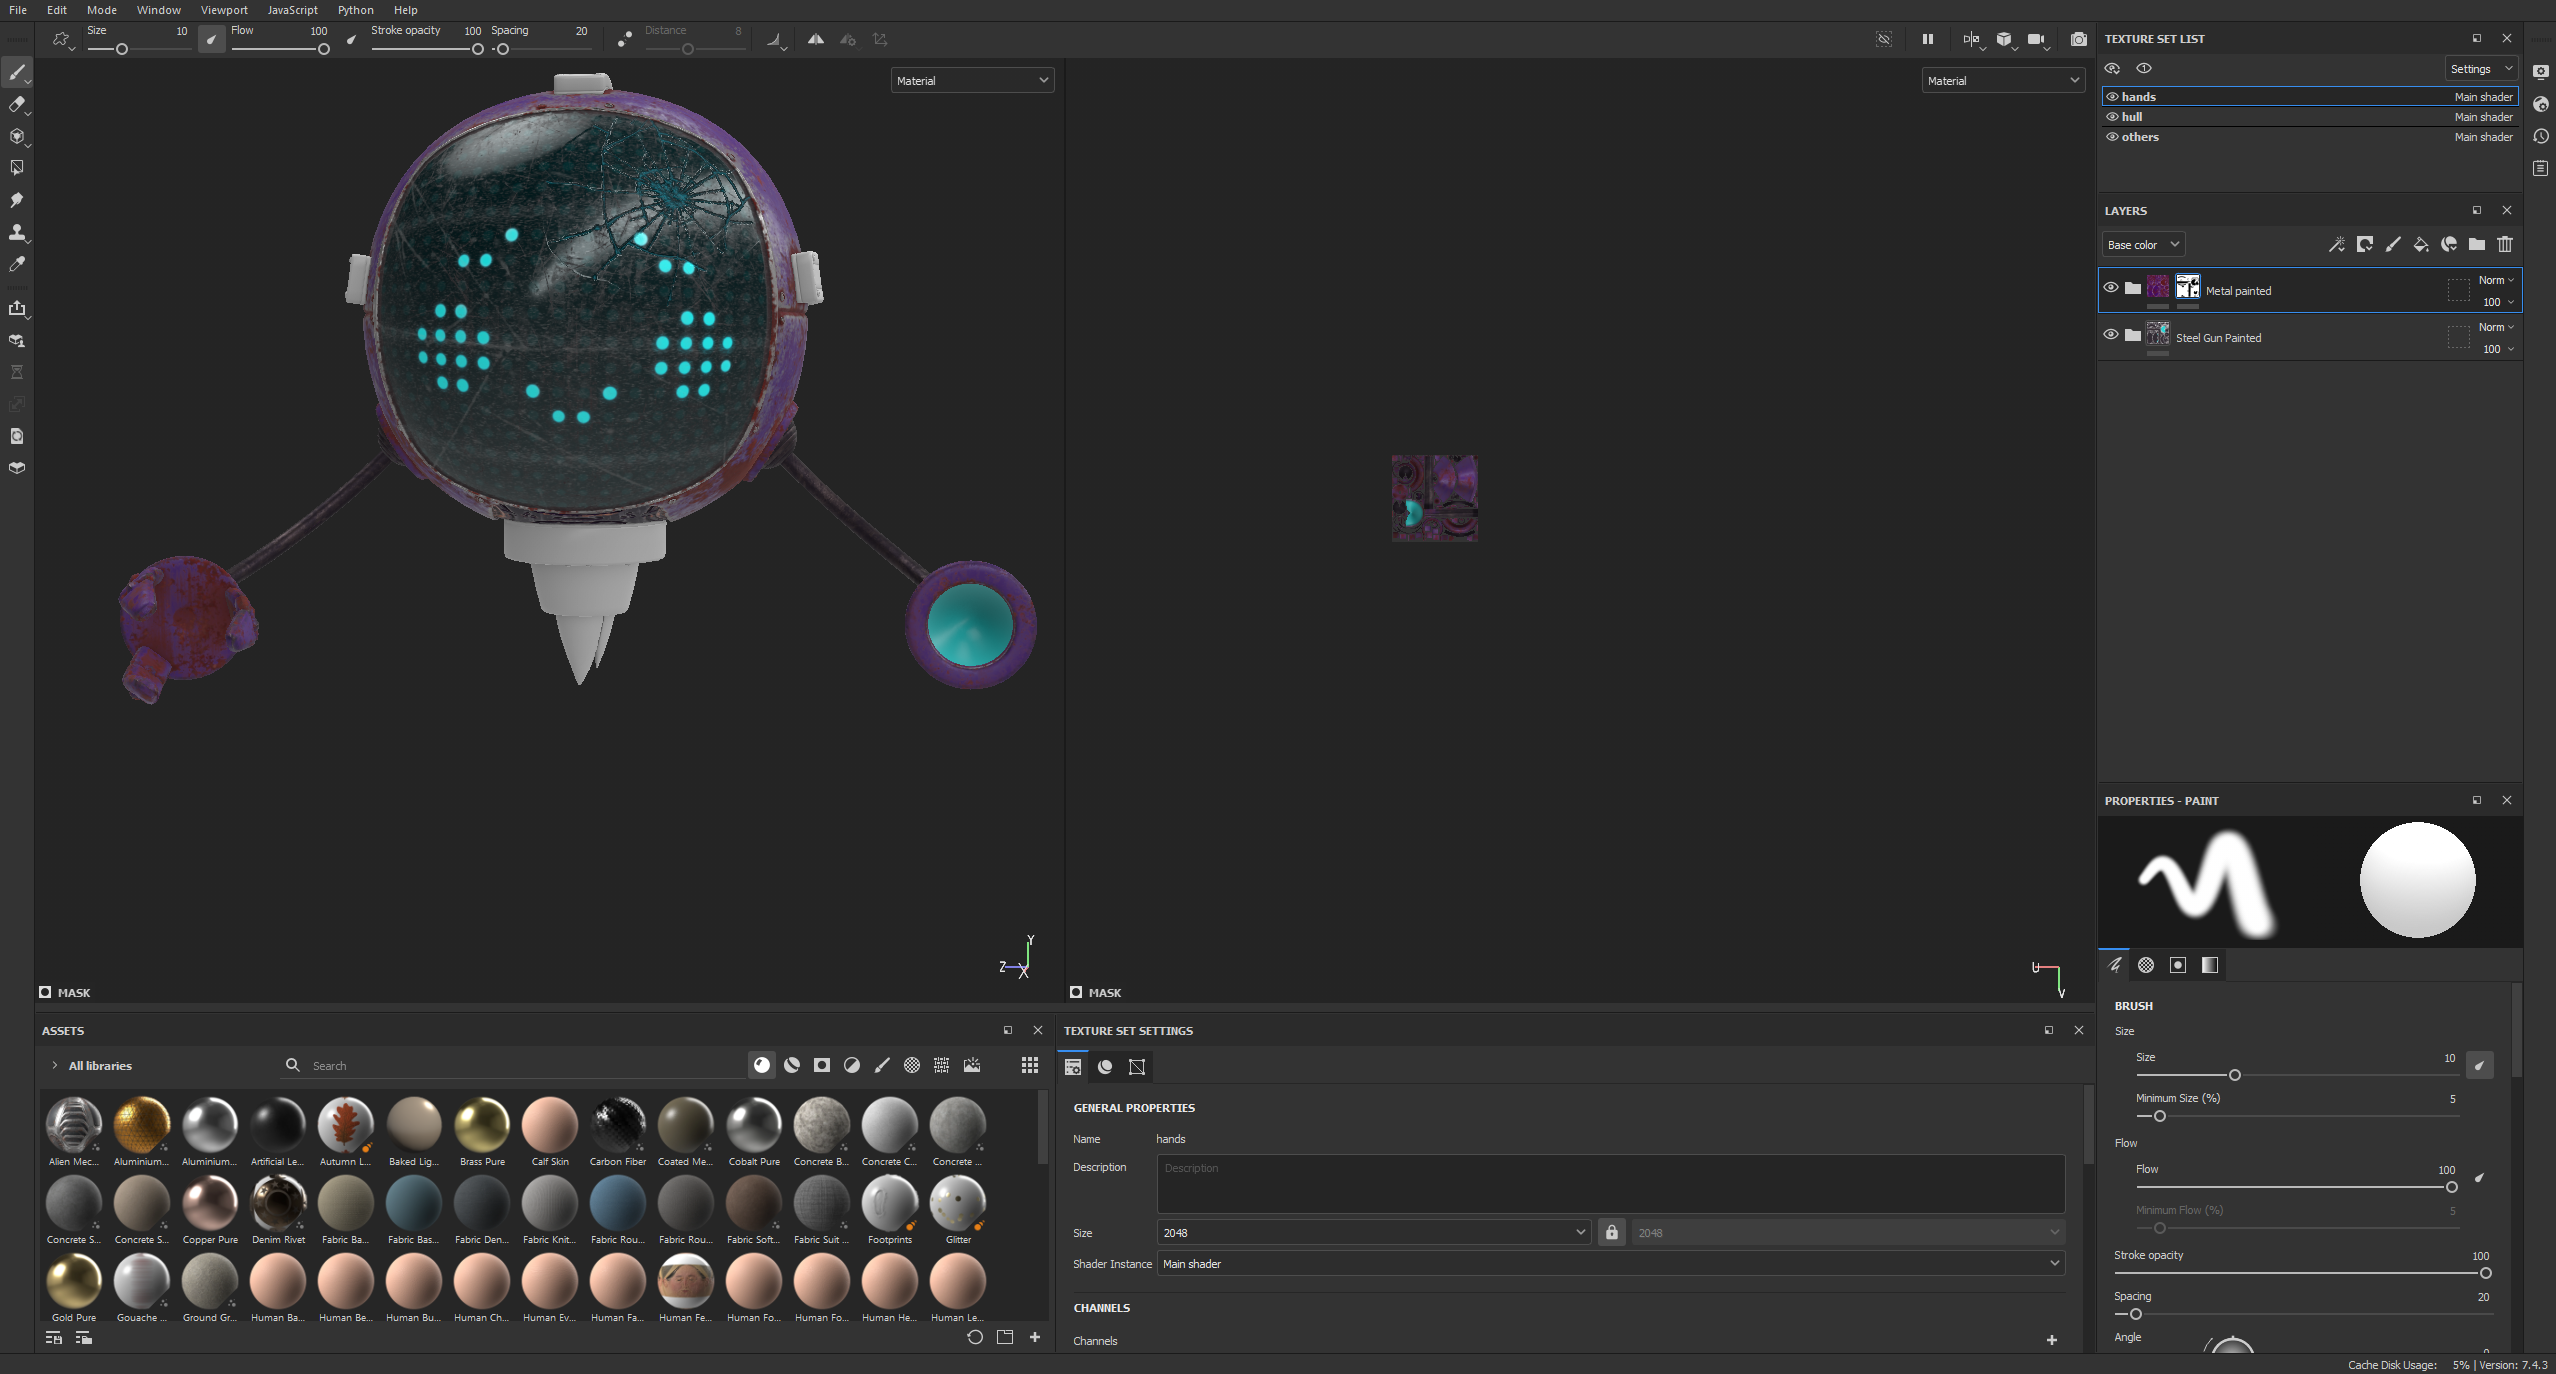 File Edit Mode Window Viewport JavaScript Python Help
Size 10 Flow 100 Stroke opacity 100 Spacing 20 Distance 8
Material
Material
Y
Z X
U
V
MASK
MASK
TEXTURE SET LIST
Settings
hands Main shader
hull Main shader
others Main shader
LAYERS
Base color
Metal painted Norm
100
Steel Gun Painted Norm
100
PROPERTIES - PAINT
BRUSH
Size
Size 10
Minimum Size (%) 5
Flow
Flow 100
Minimum Flow (%) 5
Stroke opacity 100
Spacing 20
Angle
ASSETS
All libraries Search
Alien Mec... Aluminium... Aluminium... Artificial Le... Autumn L... Baked Lig... Brass Pure Calf Skin Carbon Fiber Coated Me... Cobalt Pure Concrete B... Concrete C... Concrete ...
Concrete S... Concrete S... Copper Pure Denim Rivet Fabric Ba... Fabric Bas... Fabric Den... Fabric Knit... Fabric Rou... Fabric Rou... Fabric Soft... Fabric Suit ... Footprints Glitter
Gold Pure Gouache ... Ground Gr... Human Ba... Human Be... Human Bu... Human Ch... Human Ev... Human Fa... Human Fe... Human Fo... Human Fo... Human He... Human Le...
TEXTURE SET SETTINGS
GENERAL PROPERTIES
Name hands
Description Description
Size 2048 2048
Shader Instance Main shader
CHANNELS
Channels
Cache Disk Usage: 5% | Version: 7.4.3